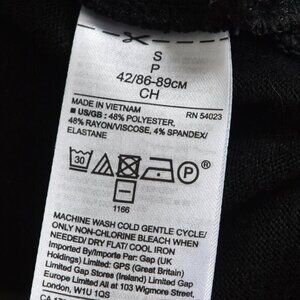 S
P
42/86-89CM
CH
MADE IN VIETNAM RN 54023
■ US/GB : 48% POLYESTER,
48% RAYON/VISCOSE, 4% SPANDEX/
ELASTANE
30 P ®
1166
MACHINE WASH COLD GENTLE CYCLE/
ONLY NON-CHLORINE BLEACH WHEN
NEEDED/ DRY FLAT/ COOL IRON
Imported By/Importe Par: Gap (UK
Holdings) Limited: GPS (Great Britain)
Limited Gap Stores (Ireland) Limited Gap
Europe Limited All at 103 Wigmore Street,
London, W1U 1QS